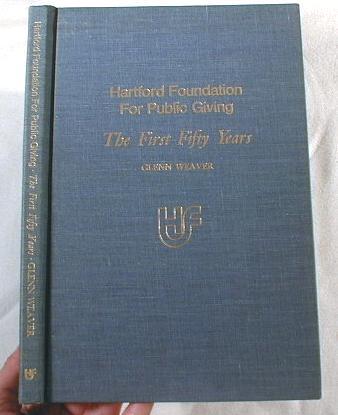 Hartford Foundation For Public Giving - The First Fifty Years - GLENN WEAVER
HF
Hartford Foundation
For Public Giving
The First Fifty Years
GLENN WEAVER
HF